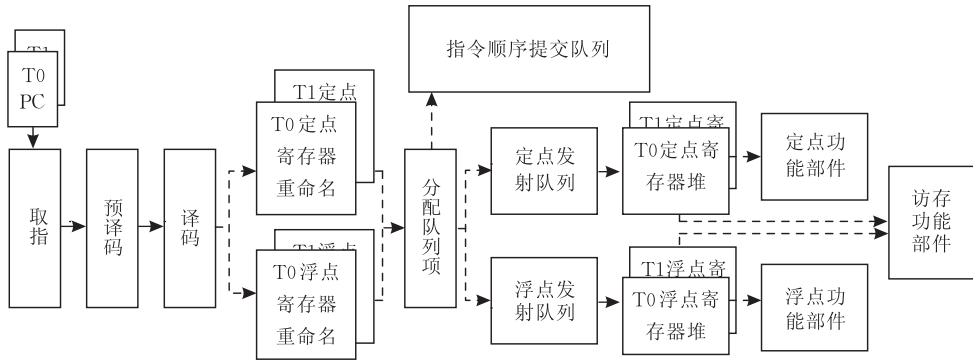 指令顺序提交队列
T1
T0
PC
取指
预译码
译码
T1定点
T0定点
寄存器
重命名
T1浮点
T0浮点
寄存器
重命名
分配队列项
定点发
射队列
浮点发
射队列
T1定点寄
T0定点寄
存器堆
T1浮点寄
T0浮点寄
存器堆
定点功
能部件
浮点功
能部件
访存
功能
部件